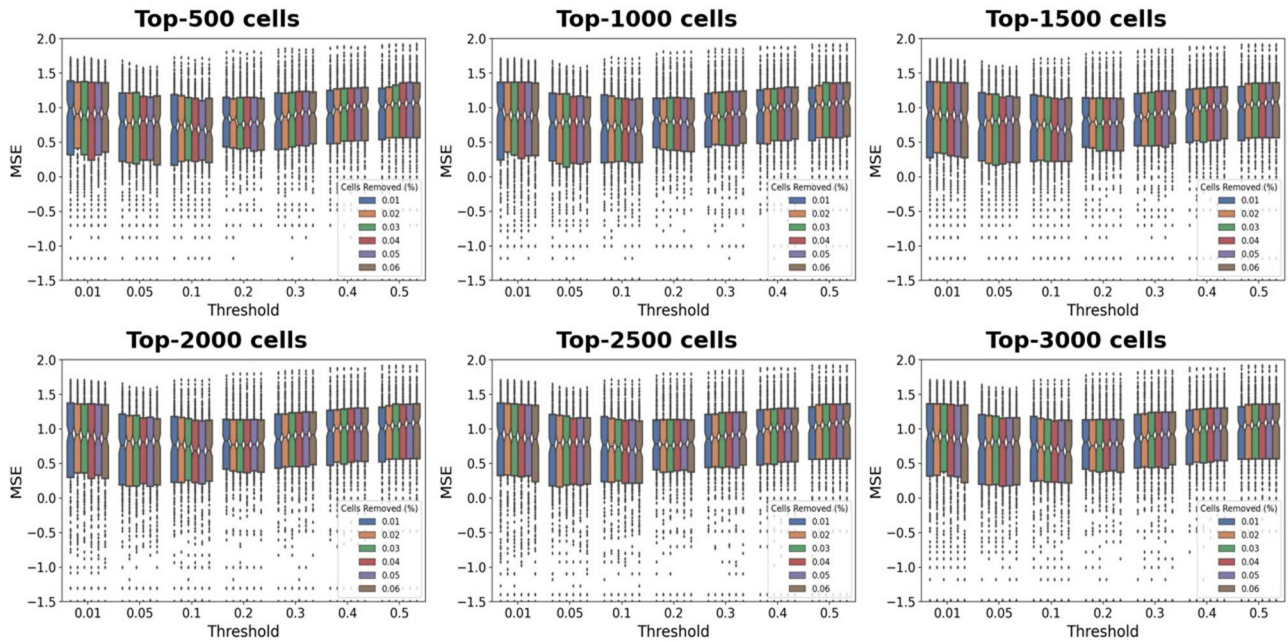 Top-500 cells
MSE
2.0
1.5
1.0
0.5
0.0
−0.5
−1.0
−1.5
Cells Removed (%)
0.01
0.02
0.03
0.04
0.05
0.06
0.01 0.05 0.1 0.2 0.3 0.4 0.5
Threshold
Top-1000 cells
MSE
2.0
1.5
1.0
0.5
0.0
−0.5
−1.0
−1.5
Cells Removed (%)
0.01
0.02
0.03
0.04
0.05
0.06
0.01 0.05 0.1 0.2 0.3 0.4 0.5
Threshold
Top-1500 cells
MSE
2.0
1.5
1.0
0.5
0.0
−0.5
−1.0
−1.5
Cells Removed (%)
0.01
0.02
0.03
0.04
0.05
0.06
0.01 0.05 0.1 0.2 0.3 0.4 0.5
Threshold
Top-2000 cells
MSE
2.0
1.5
1.0
0.5
0.0
−0.5
−1.0
−1.5
Cells Removed (%)
0.01
0.02
0.03
0.04
0.05
0.06
0.01 0.05 0.1 0.2 0.3 0.4 0.5
Threshold
Top-2500 cells
MSE
2.0
1.5
1.0
0.5
0.0
−0.5
−1.0
−1.5
Cells Removed (%)
0.01
0.02
0.03
0.04
0.05
0.06
0.01 0.05 0.1 0.2 0.3 0.4 0.5
Threshold
Top-3000 cells
MSE
2.0
1.5
1.0
0.5
0.0
−0.5
−1.0
−1.5
Cells Removed (%)
0.01
0.02
0.03
0.04
0.05
0.06
0.01 0.05 0.1 0.2 0.3 0.4 0.5
Threshold